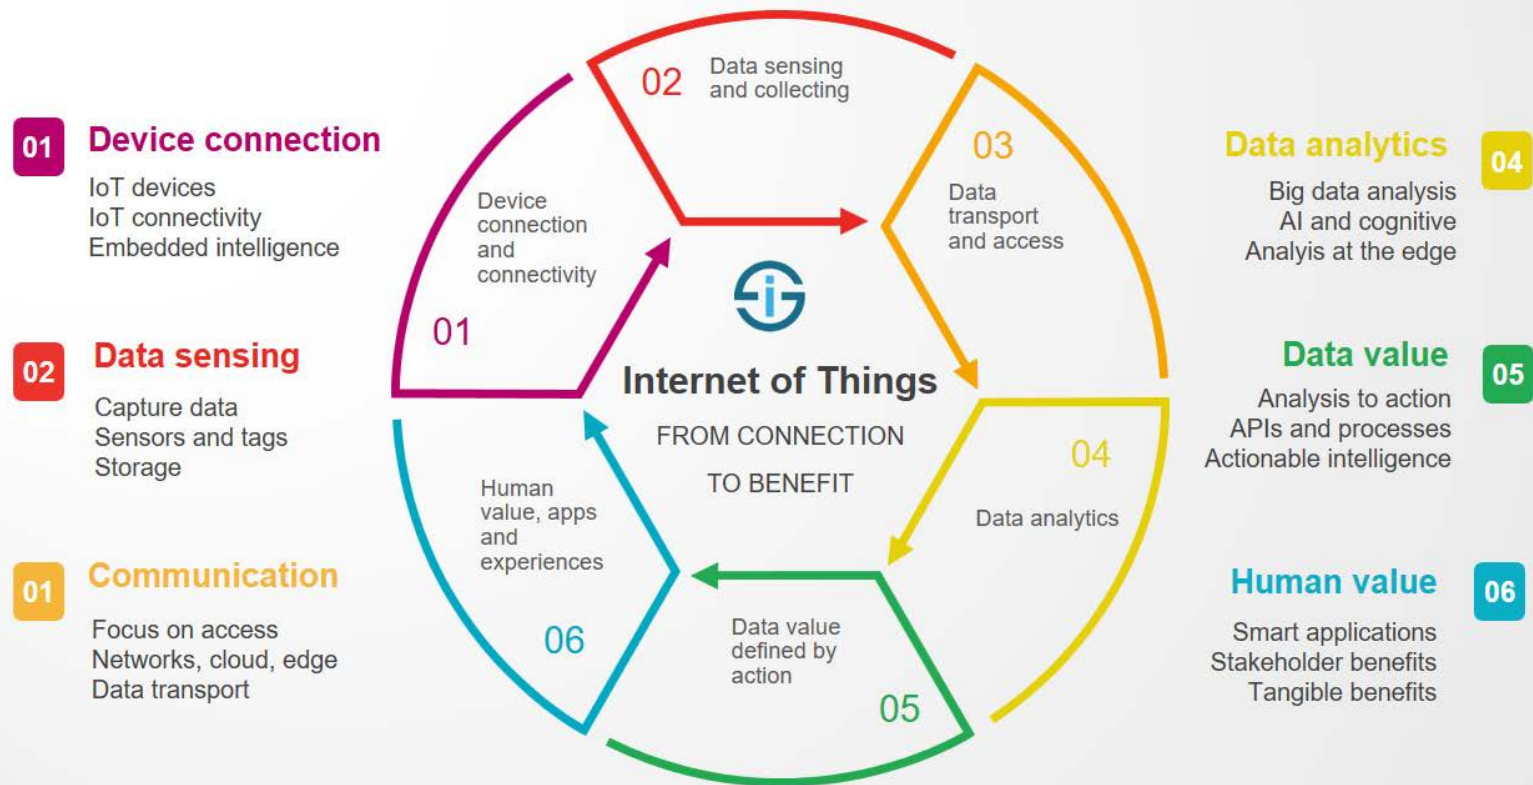 01
Device connection
IoT devices
IoT connectivity
Embedded intelligence
02
Data sensing
Capture data
Sensors and tags
Storage
01
Communication
Focus on access
Networks, cloud, edge
Data transport
01
Device
connection
and
connectivity
02
Data sensing
and collecting
03
Data
transport
and access
04
Data analytics
05
Data value
defined by
action
06
Human
value, apps
and
experiences
Internet of Things
FROM CONNECTION
TO BENEFIT
Data analytics
04
Big data analysis
AI and cognitive
Analyis at the edge
Data value
05
Analysis to action
APIs and processes
Actionable intelligence
Human value
06
Smart applications
Stakeholder benefits
Tangible benefits